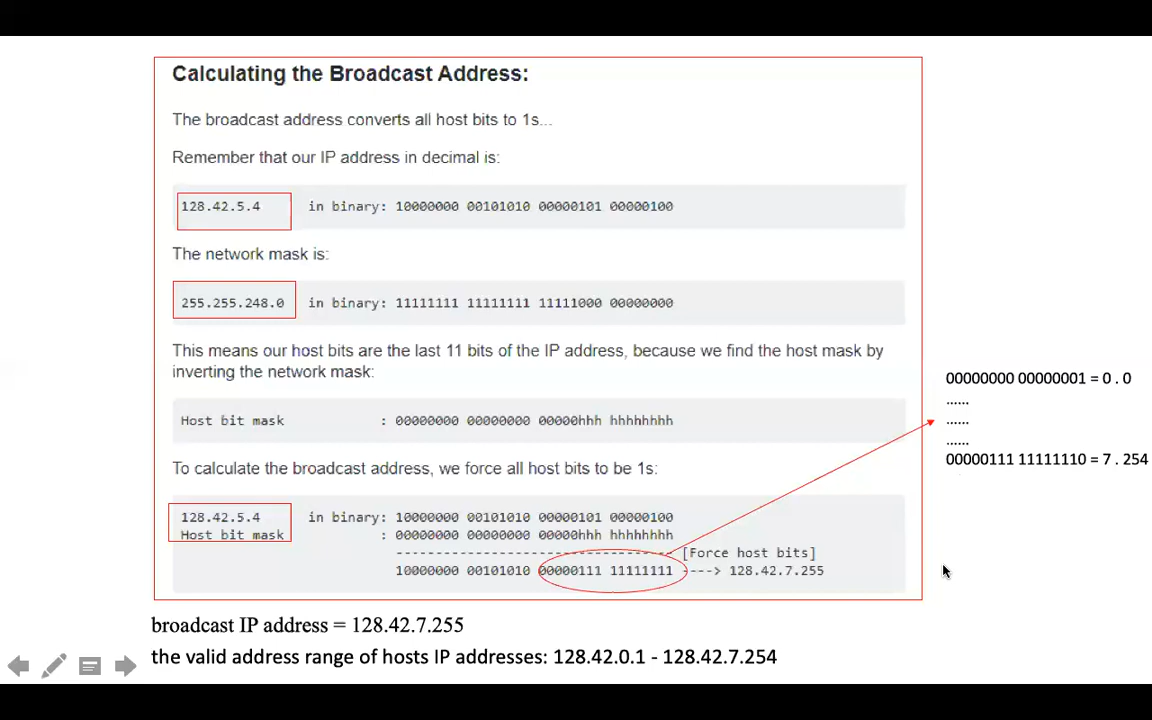 Calculating the Broadcast Address:
The broadcast address converts all host bits to 1s...
Remember that our IP address in decimal is:
128.42.5.4 in binary: 10000000 00101010 00000101 00000100
The network mask is:
255.255.248.0 in binary: 11111111 11111111 11111000 00000000
This means our host bits are the last 11 bits of the IP address, because we find the host mask by
inverting the network mask:
Host bit mask : 00000000 00000000 00000hhh hhhhhhhh
To calculate the broadcast address, we force all host bits to be 1s:
128.42.5.4 in binary: 10000000 00101010 00000101 00000100
Host bit mask : 00000000 00000000 00000hhh hhhhhhhh
----------------------------------- [Force host bits]
10000000 00101010 00000111 11111111 ----> 128.42.7.255
00000000 00000001 = 0 . 0
......
......
......
00000111 11111110 = 7 . 254
broadcast IP address = 128.42.7.255
the valid address range of hosts IP addresses: 128.42.0.1 - 128.42.7.254